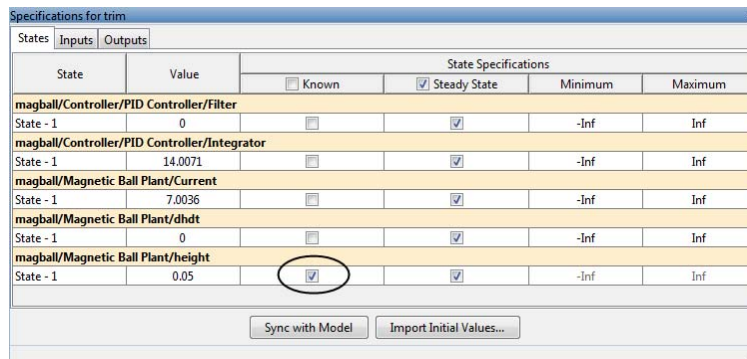 Specifications for trim
States Inputs Outputs
State Value State Specifications
Known Steady State Minimum Maximum
magball/Controller/PID Controller/Filter
State - 1 0 -Inf Inf
magball/Controller/PID Controller/Integrator
State - 1 14.0071 -Inf Inf
magball/Magnetic Ball Plant/Current
State - 1 7.0036 -Inf Inf
magball/Magnetic Ball Plant/dhdt
State - 1 0 -Inf Inf
magball/Magnetic Ball Plant/height
State - 1 0.05 -Inf Inf
Sync with Model Import Initial Values...